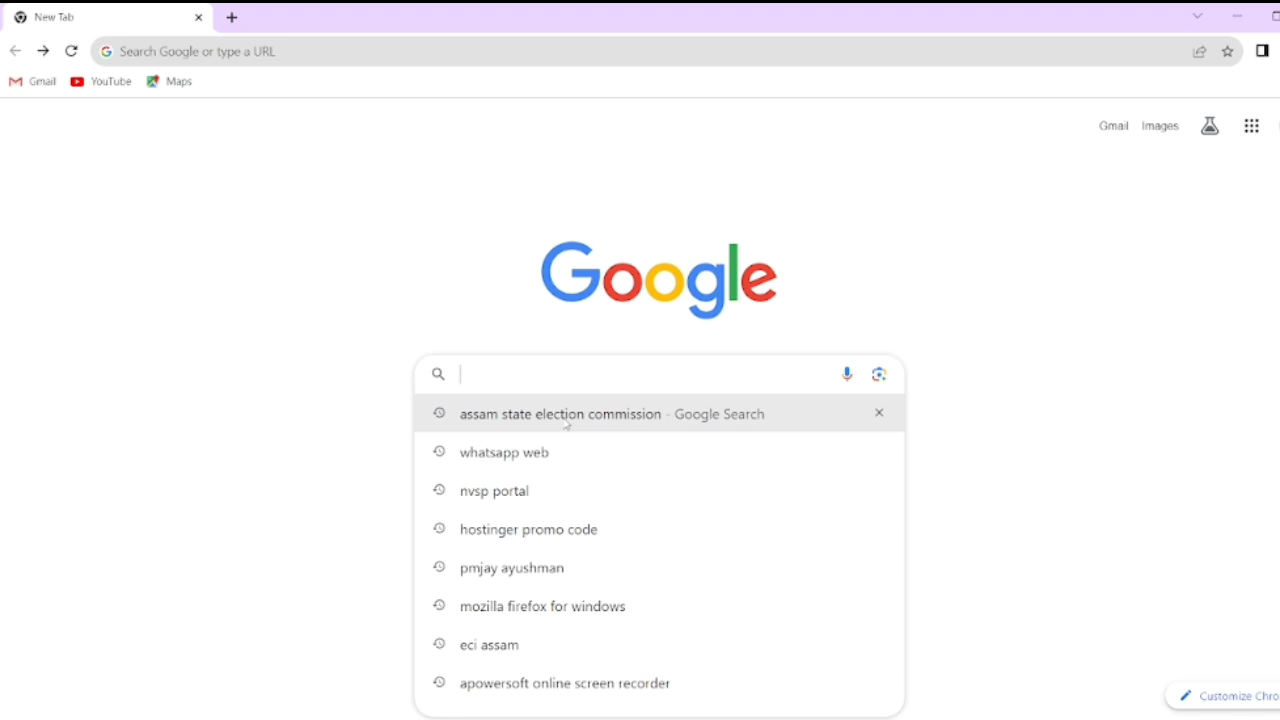 New Tab
Search Google or type a URL
Gmail YouTube Maps
Gmail Images
Google
assam state election commission - Google Search
whatsapp web
nvsp portal
hostinger promo code
pmjay ayushman
mozilla firefox for windows
eci assam
apowersoft online screen recorder
Customize Chro